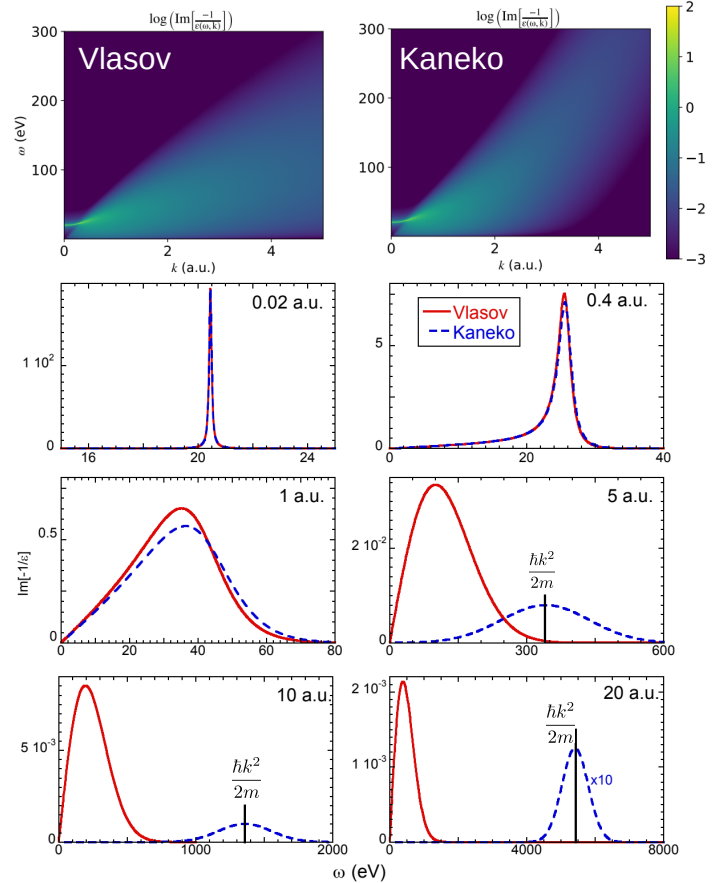 log(Im[-1/ε(ω,k)]) log(Im[-1/ε(ω,k)])
300 300 2
Vlasov Kaneko
1
200 200
0
ω (eV)
-1
100 100
-2
-3
0 2 4 0 2 4
k (a.u.) k (a.u.)
0.02 a.u. 0.4 a.u.
Vlasov
Kaneko
1 10²
5
0 0
16 20 24 0 20 40
1 a.u. 5 a.u.
Im[-1/ε]
0.5 2 10⁻²
ħk²/2m
0 0
0 20 40 60 80 0 300 600
10 a.u. 20 a.u.
2 10⁻³
5 10⁻³
ħk²/2m ħk²/2m
x10
1 10⁻³
0 0
0 1000 2000 0 4000 8000
ω (eV)